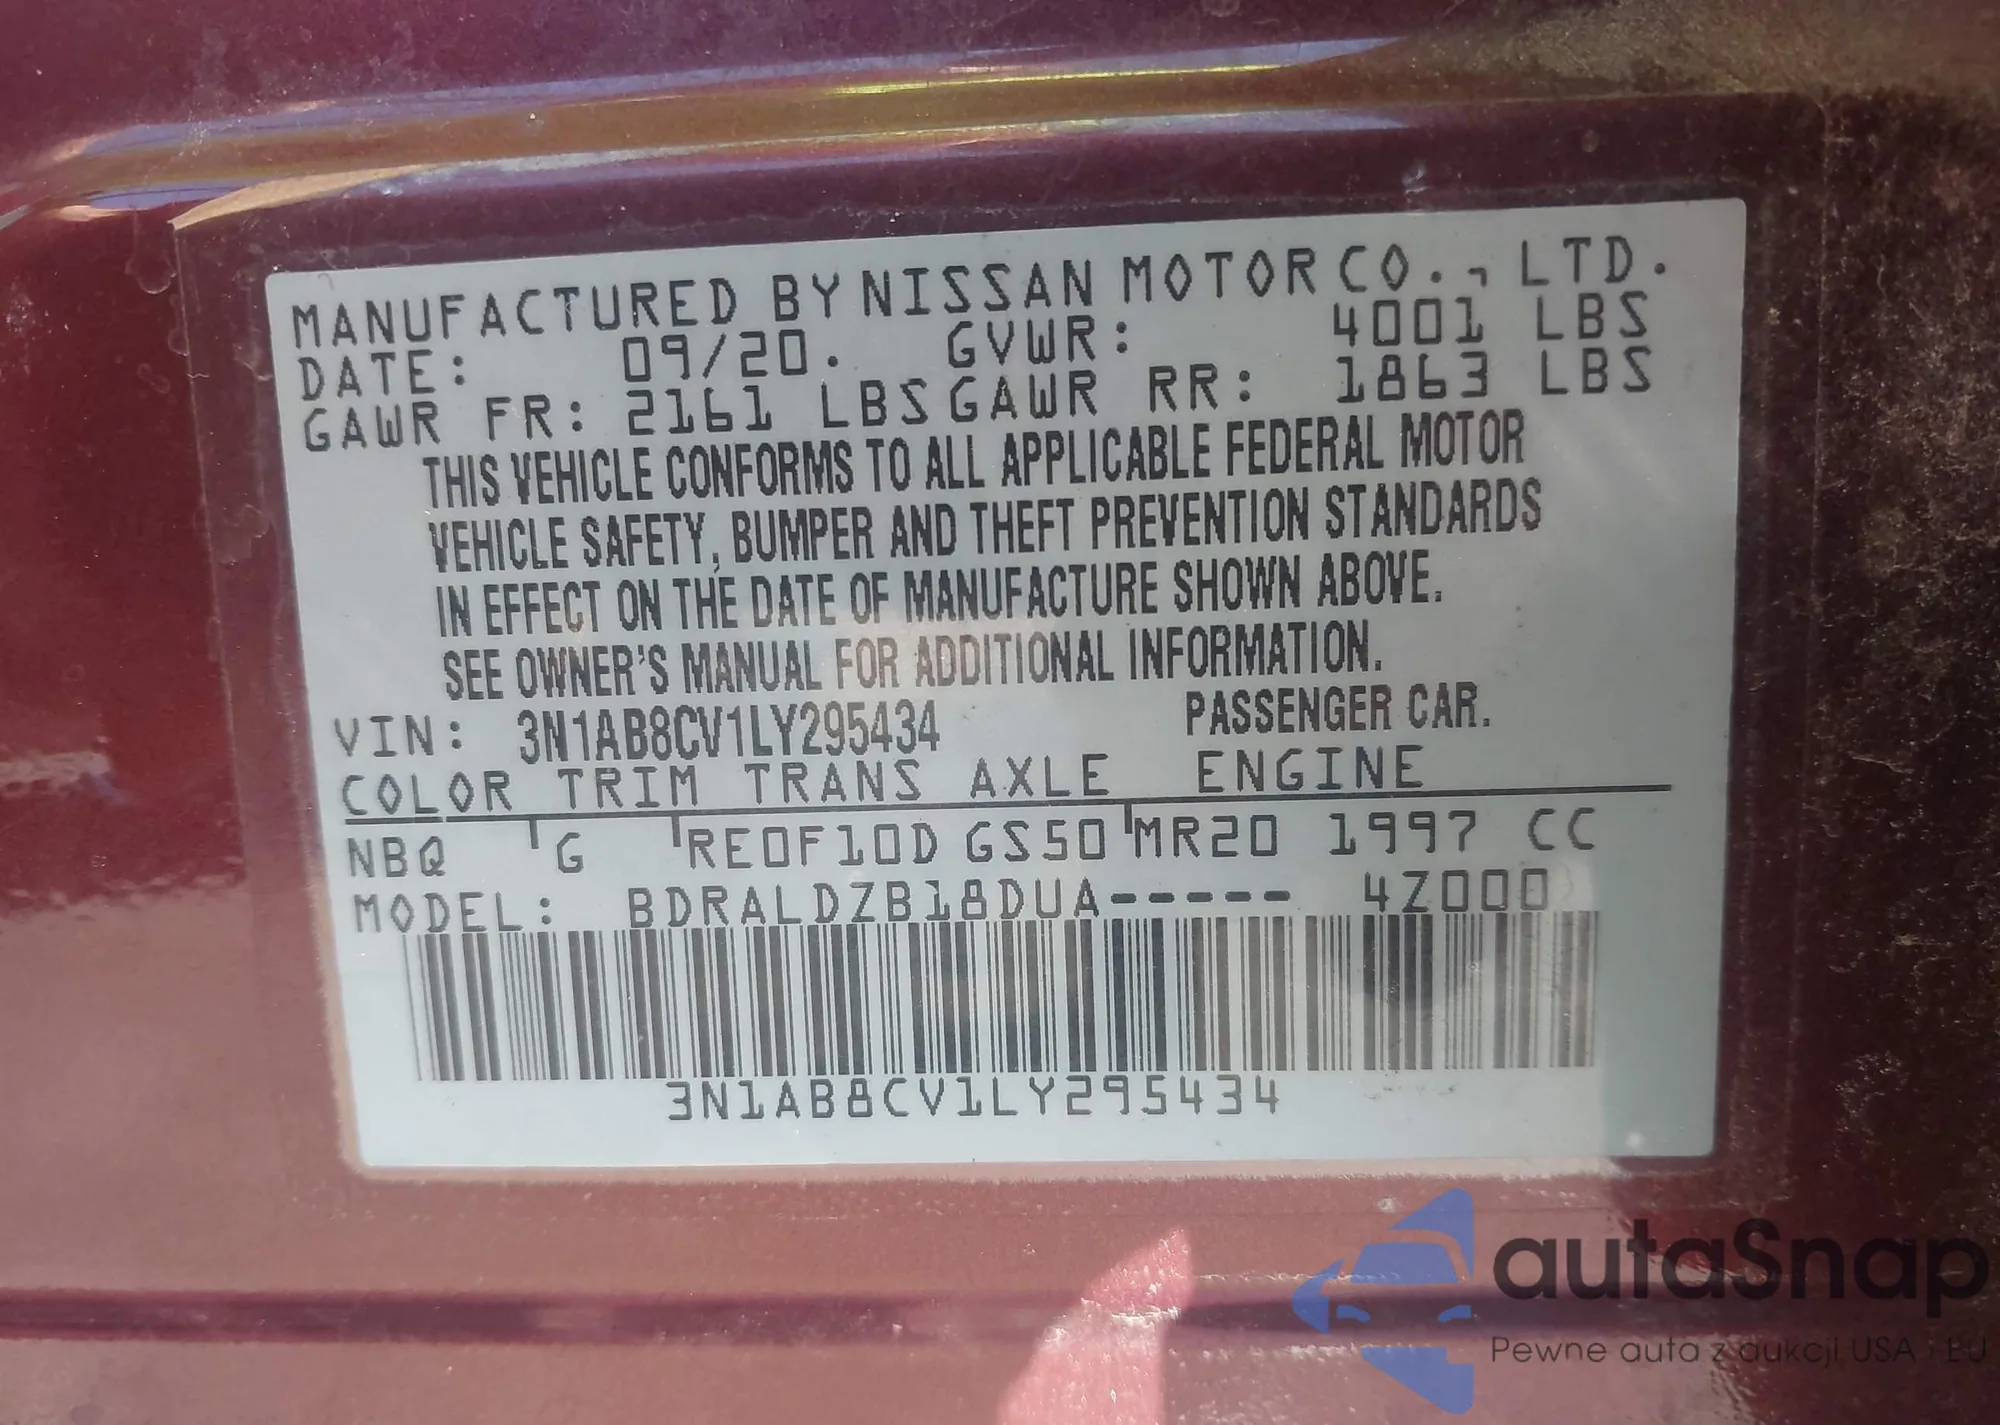 MANUFACTURED BY NISSAN MOTOR CO., LTD.
DATE: 09/20. GVWR: 4001 LBS
GAWR FR: 2161 LBS GAWR RR: 1863 LBS
THIS VEHICLE CONFORMS TO ALL APPLICABLE FEDERAL MOTOR
VEHICLE SAFETY, BUMPER AND THEFT PREVENTION STANDARDS
IN EFFECT ON THE DATE OF MANUFACTURE SHOWN ABOVE.
SEE OWNER'S MANUAL FOR ADDITIONAL INFORMATION.
VIN: 3N1AB8CV1LY295434 PASSENGER CAR.
COLOR TRIM TRANS AXLE ENGINE
NBQ G RE0F10D GS50 MR20 1997 CC
MODEL: BDRALDZB18DUA----- 4Z000
3N1AB8CV1LY295434
autaSnap
Pewne auta z aukcji USA i EU